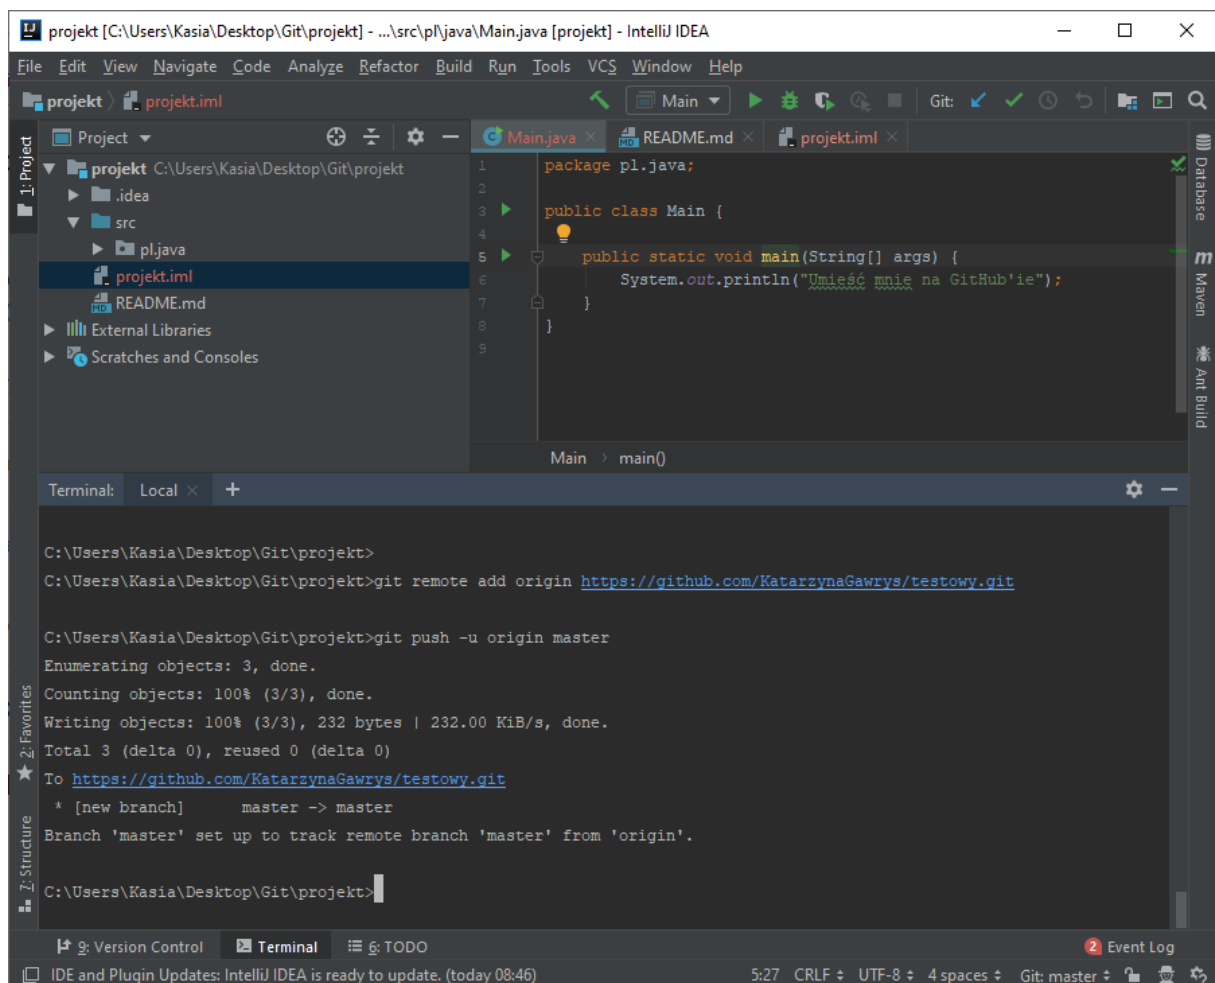 projekt [C:\Users\Kasia\Desktop\Git\projekt] - ...\src\pl\java\Main.java [projekt] - IntelliJ IDEA
File Edit View Navigate Code Analyze Refactor Build Run Tools VCS Window Help
projekt projekt.iml Main Git:
1: Project
Project
projekt C:\Users\Kasia\Desktop\Git\projekt
.idea
src
pl.java
projekt.iml
README.md
External Libraries
Scratches and Consoles
Main.java README.md projekt.iml
1 package pl.java;
2
3 public class Main {
4
5 public static void main(String[] args) {
6 System.out.println("Umieść mnie na GitHub'ie");
7 }
8 }
9
Main main()
Database
Maven
Ant Build
Terminal: Local +
C:\Users\Kasia\Desktop\Git\projekt>
C:\Users\Kasia\Desktop\Git\projekt>git remote add origin https://github.com/KatarzynaGawrys/testowy.git
C:\Users\Kasia\Desktop\Git\projekt>git push -u origin master
Enumerating objects: 3, done.
Counting objects: 100% (3/3), done.
Writing objects: 100% (3/3), 232 bytes | 232.00 KiB/s, done.
Total 3 (delta 0), reused 0 (delta 0)
To https://github.com/KatarzynaGawrys/testowy.git
* [new branch] master -> master
Branch 'master' set up to track remote branch 'master' from 'origin'.
C:\Users\Kasia\Desktop\Git\projekt>
2: Favorites
7: Structure
9: Version Control Terminal 6: TODO 2 Event Log
IDE and Plugin Updates: IntelliJ IDEA is ready to update. (today 08:46) 5:27 CRLF UTF-8 4 spaces Git: master